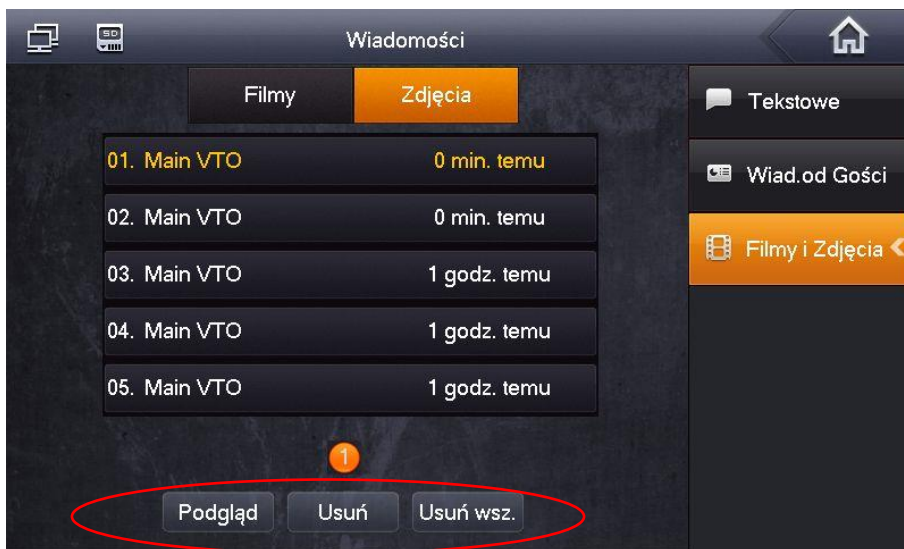 SD
Wiadomości
Filmy
Zdjęcia
01. Main VTO 0 min. temu
02. Main VTO 0 min. temu
03. Main VTO 1 godz. temu
04. Main VTO 1 godz. temu
05. Main VTO 1 godz. temu
1
Podgląd
Usuń
Usuń wsz.
Tekstowe
Wiad.od Gości
Filmy i Zdjęcia